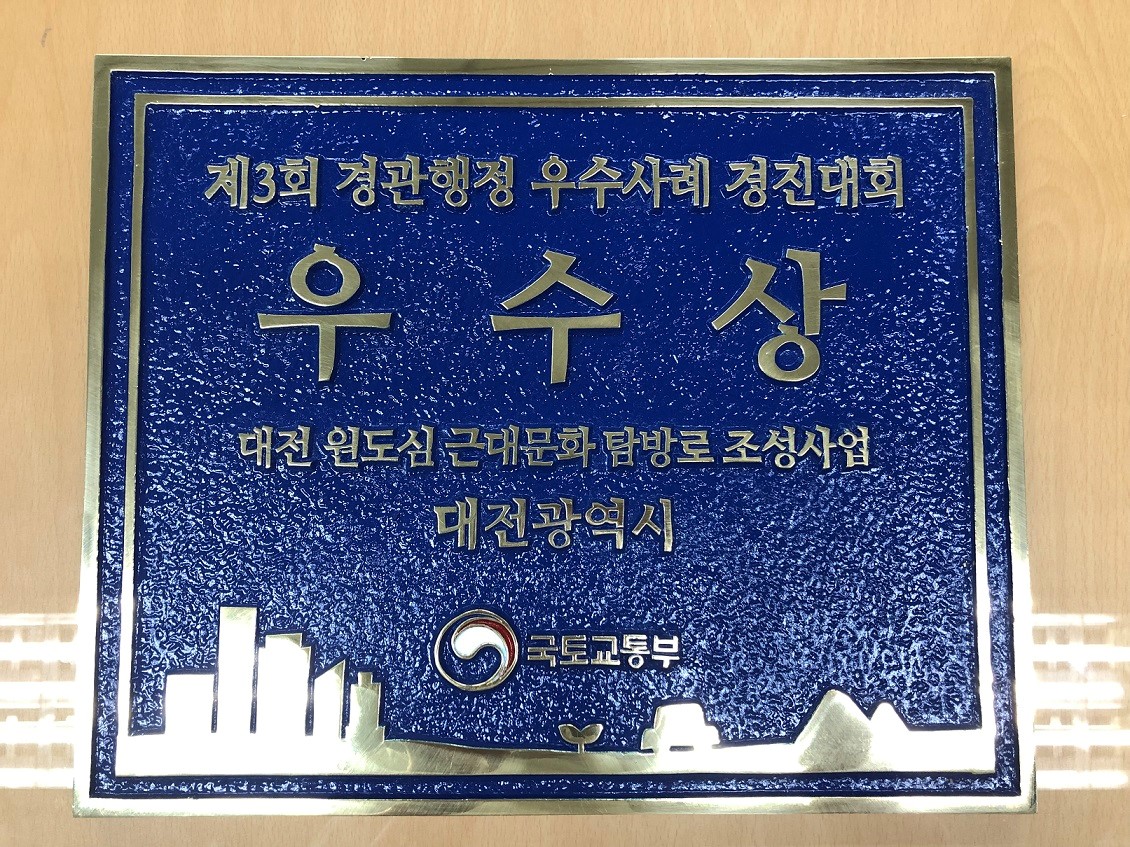 제3회 경관행정 우수사례 경진대회
우수상
대전 원도심 근대문화 탐방로 조성사업
대전광역시
국토교통부